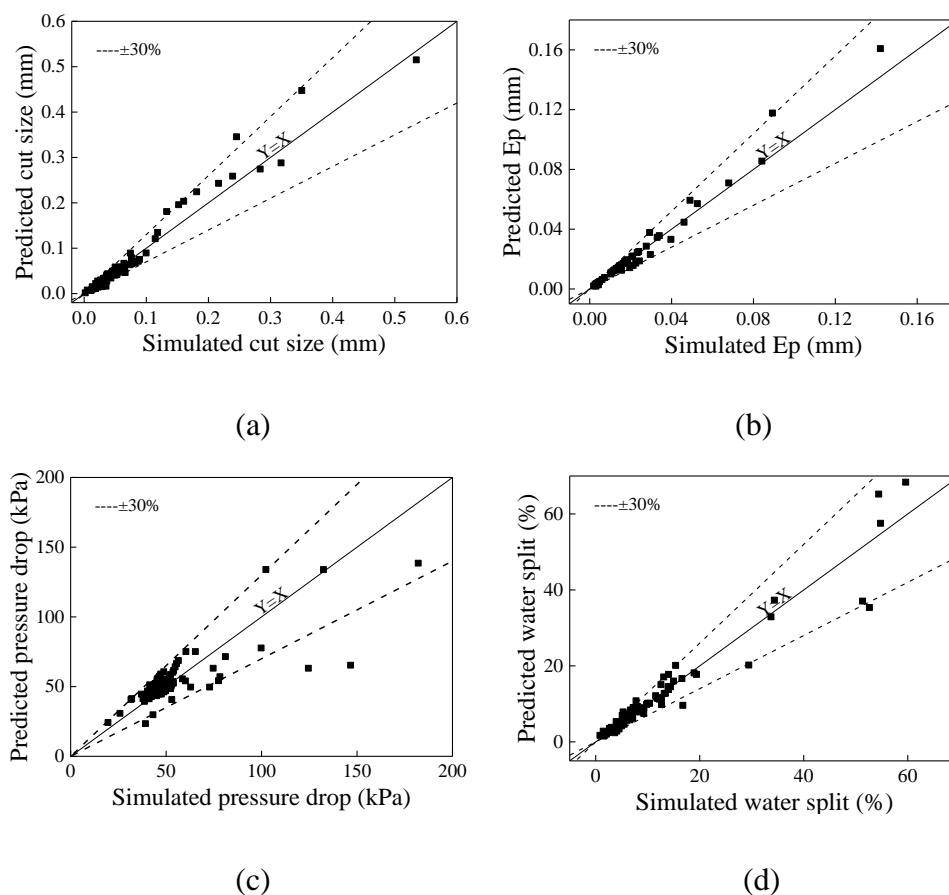 0.6
0.5
0.4
0.3
0.2
0.1
0.0
Predicted cut size (mm)
----±30%
Y=X
0.0 0.1 0.2 0.3 0.4 0.5 0.6
Simulated cut size (mm)
(a)
0.16
0.12
0.08
0.04
0.00
Predicted Ep (mm)
----±30%
Y=X
0.00 0.04 0.08 0.12 0.16
Simulated Ep (mm)
(b)
200
150
100
50
0
Predicted pressure drop (kPa)
----±30%
Y=X
0 50 100 150 200
Simulated pressure drop (kPa)
(c)
60
40
20
0
Predicted water split (%)
----±30%
Y=X
0 20 40 60
Simulated water split (%)
(d)